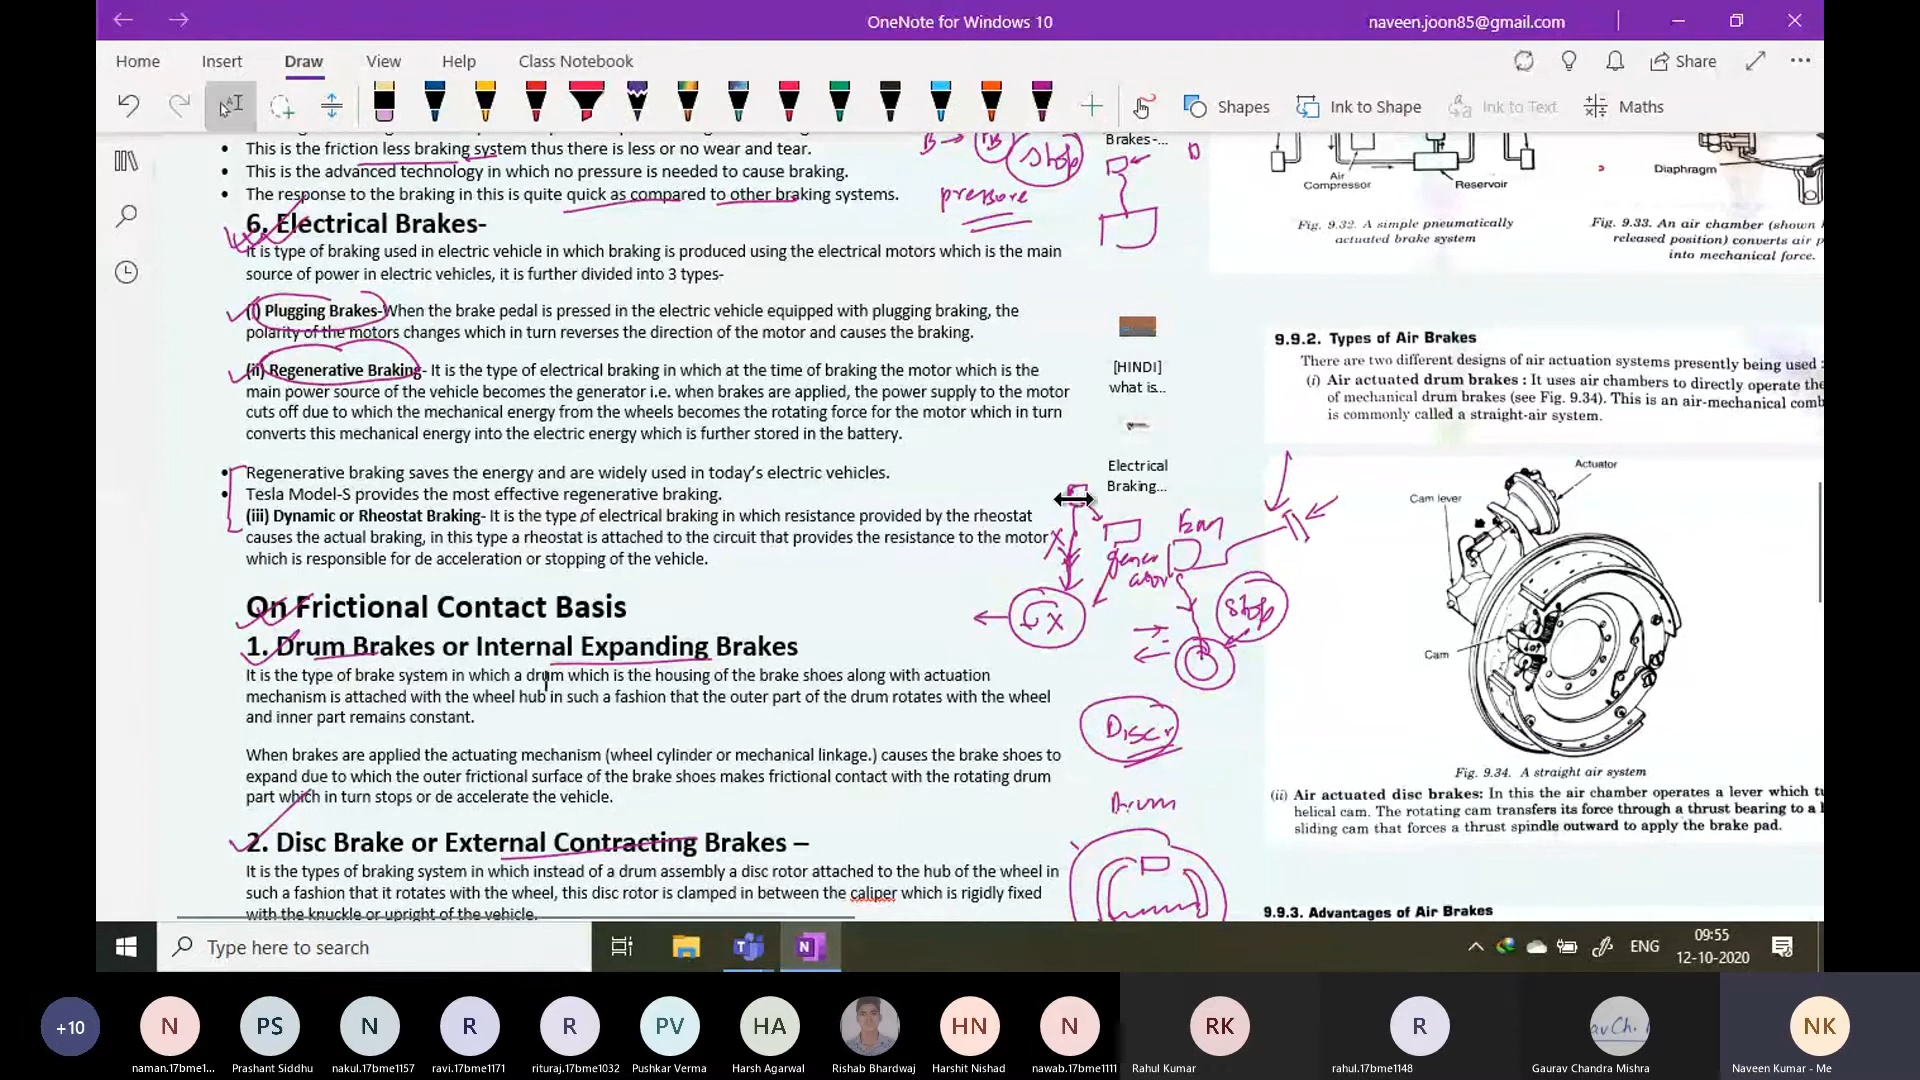 OneNote for Windows 10
naveen.joon85@gmail.com
Home Insert Draw View Help Class Notebook
Share
Shapes Ink to Shape Ink to Text Maths
• This is the friction less braking system thus there is less or no wear and tear.
• This is the advanced technology in which no pressure is needed to cause braking.
• The response to the braking in this is quite quick as compared to other braking systems.
6. Electrical Brakes-
It is type of braking used in electric vehicle in which braking is produced using the electrical motors which is the main
source of power in electric vehicles, it is further divided into 3 types-
(i) Plugging Brakes-When the brake pedal is pressed in the electric vehicle equipped with plugging braking, the
polarity of the motors changes which in turn reverses the direction of the motor and causes the braking.
(ii) Regenerative Braking- It is the type of electrical braking in which at the time of braking the motor which is the
main power source of the vehicle becomes the generator i.e. when brakes are applied, the power supply to the motor
cuts off due to which the mechanical energy from the wheels becomes the rotating force for the motor which in turn
converts this mechanical energy into the electric energy which is further stored in the battery.
• Regenerative braking saves the energy and are widely used in today's electric vehicles.
• Tesla Model-S provides the most effective regenerative braking.
(iii) Dynamic or Rheostat Braking- It is the type of electrical braking in which resistance provided by the rheostat
causes the actual braking, in this type a rheostat is attached to the circuit that provides the resistance to the motor
which is responsible for de acceleration or stopping of the vehicle.
On Frictional Contact Basis
1. Drum Brakes or Internal Expanding Brakes
It is the type of brake system in which a drum which is the housing of the brake shoes along with actuation
mechanism is attached with the wheel hub in such a fashion that the outer part of the drum rotates with the wheel
and inner part remains constant.
When brakes are applied the actuating mechanism (wheel cylinder or mechanical linkage.) causes the brake shoes to
expand due to which the outer frictional surface of the brake shoes makes frictional contact with the rotating drum
part which in turn stops or de accelerate the vehicle.
2. Disc Brake or External Contracting Brakes –
It is the types of braking system in which instead of a drum assembly a disc rotor attached to the hub of the wheel in
such a fashion that it rotates with the wheel, this disc rotor is clamped in between the caliper which is rigidly fixed
with the knuckle or upright of the vehicle.
B
Stop
pressure
Brakes-...
[HINDI]
what is...
Electrical
Braking...
stop
Disc
Drum
Air
Compressor
Reservoir
Diaphragm
Fig. 9.32. A simple pneumatically
actuated brake system
Fig. 9.33. An air chamber (shown
released position) converts air p
into mechanical force.
9.9.2. Types of Air Brakes
There are two different designs of air actuation systems presently being used
(i) Air actuated drum brakes : It uses air chambers to directly operate the
of mechanical drum brakes (see Fig. 9.34). This is an air-mechanical comb
is commonly called a straight-air system.
Actuator
Cam lever
Cam
Fig. 9.34. A straight air system
(ii) Air actuated disc brakes: In this the air chamber operates a lever which tu
helical cam. The rotating cam transfers its force through a thrust bearing to a
sliding cam that forces a thrust spindle outward to apply the brake pad.
9.9.3. Advantages of Air Brakes
Type here to search
ENG
09:55
12-10-2020
+10 N PS N R R PV HA HN N RK R NK
naman.17bme1... Prashant Siddhu nakul.17bme1157 ravi.17bme1171 rituraj.17bme1032 Pushkar Verma Harsh Agarwal Rishab Bhardwaj Harshit Nishad nawab.17bme1111 Rahul Kumar rahul.17bme1148 Gaurav Chandra Mishra Naveen Kumar - Me